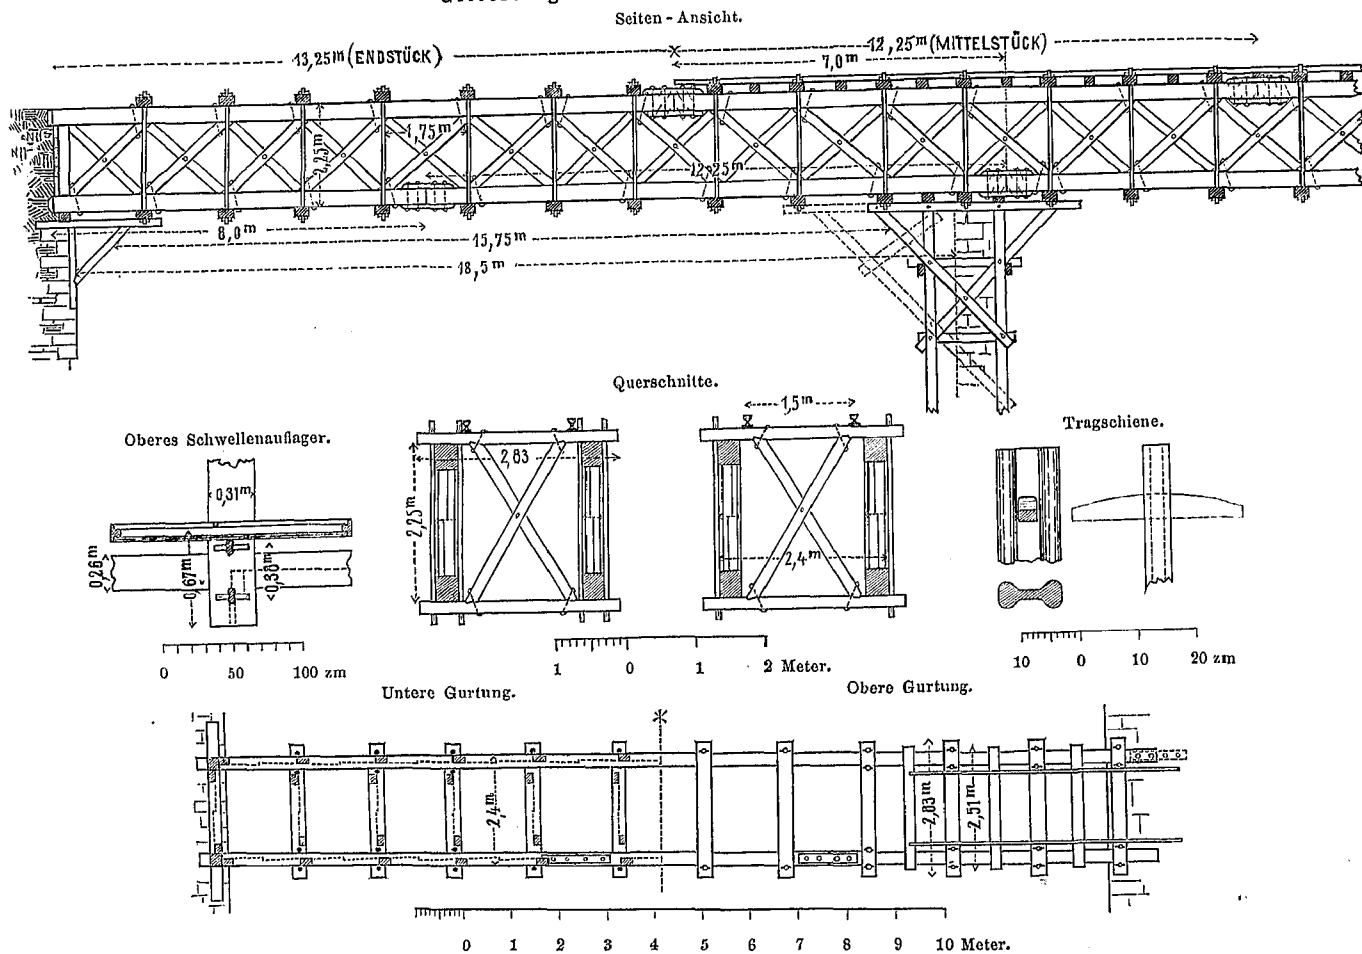 Seiten-Ansicht.
13,25ᵐ (ENDSTÜCK)
12,25ᵐ (MITTELSTÜCK)
7,0ᵐ
1,75ᵐ
2,25ᵐ
12,25ᵐ
8,0ᵐ
15,75ᵐ
18,5ᵐ
Querschnitte.
Oberes Schwellenauflager.
0,31ᵐ
0,26ᵐ
0,67ᵐ
0,38ᵐ
0 50 100 zm
2,83
2,25ᵐ
1,5ᵐ
2,4ᵐ
1 0 1 2 Meter.
Tragschiene.
10 0 10 20 zm
Untere Gurtung.
Obere Gurtung.
2,4ᵐ
2,83ᵐ
2,51ᵐ
0 1 2 3 4 5 6 7 8 9 10 Meter.